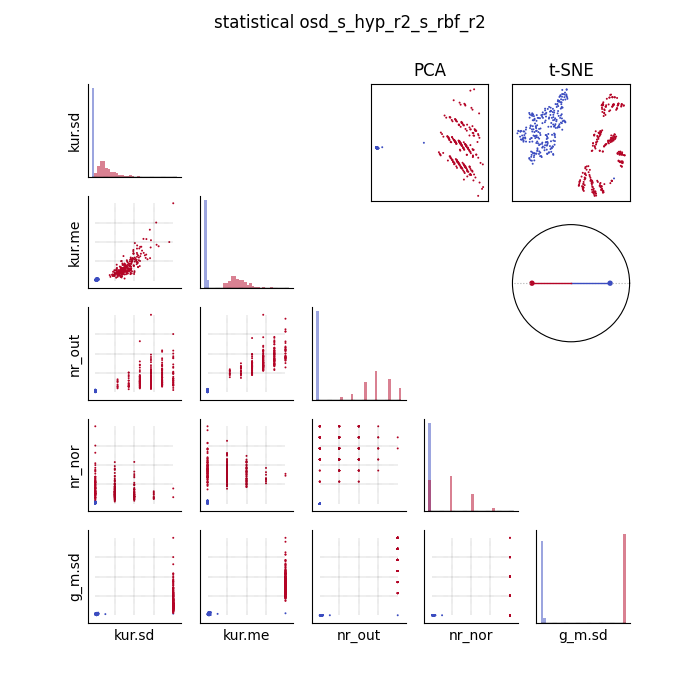 statistical osd_s_hyp_r2_s_rbf_r2
PCA
t-SNE
kur.sd
kur.me
nr_out
nr_nor
g_m.sd
kur.sd
kur.me
nr_out
nr_nor
g_m.sd